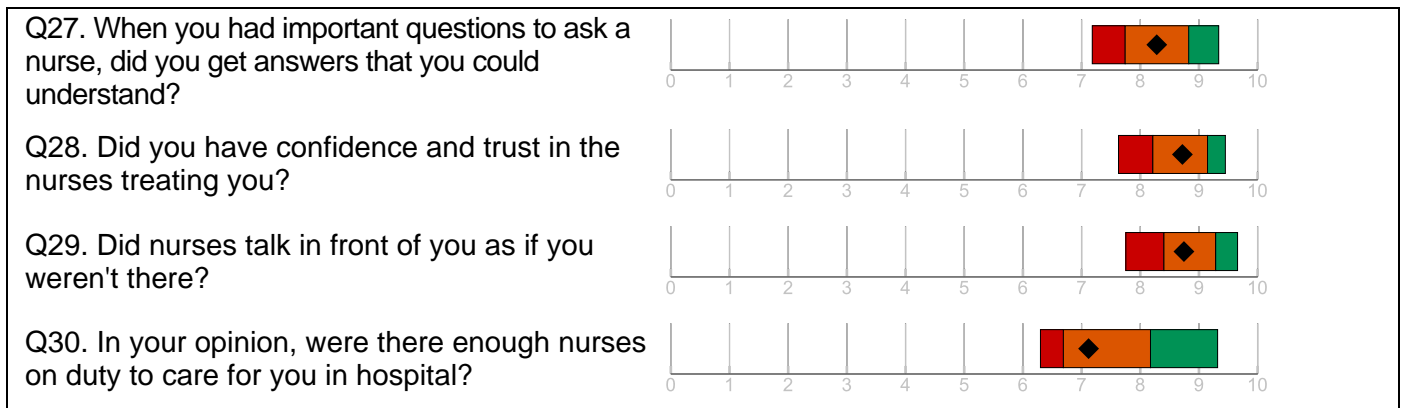 Q27. When you had important questions to ask a
nurse, did you get answers that you could
understand?
0 1 2 3 4 5 6 7 8 9 10
Q28. Did you have confidence and trust in the
nurses treating you?
0 1 2 3 4 5 6 7 8 9 10
Q29. Did nurses talk in front of you as if you
weren't there?
0 1 2 3 4 5 6 7 8 9 10
Q30. In your opinion, were there enough nurses
on duty to care for you in hospital?
0 1 2 3 4 5 6 7 8 9 10